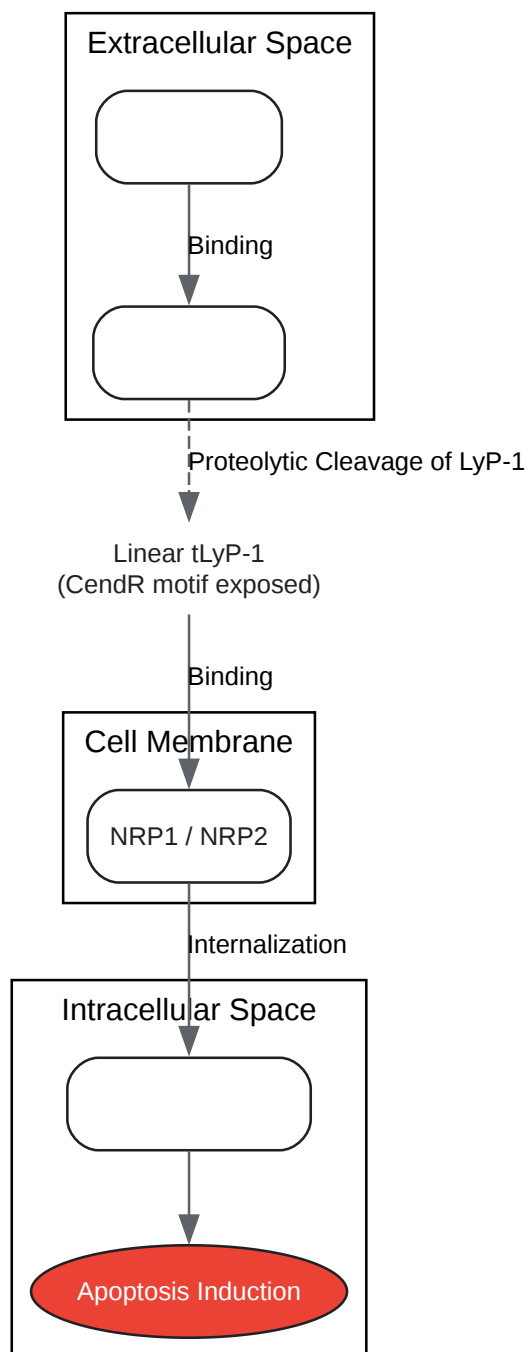 Extracellular Space
Binding
Proteolytic Cleavage of LyP-1
Linear tLyP-1
(CendR motif exposed)
Binding
Cell Membrane
NRP1 / NRP2
Internalization
Intracellular Space
Apoptosis Induction